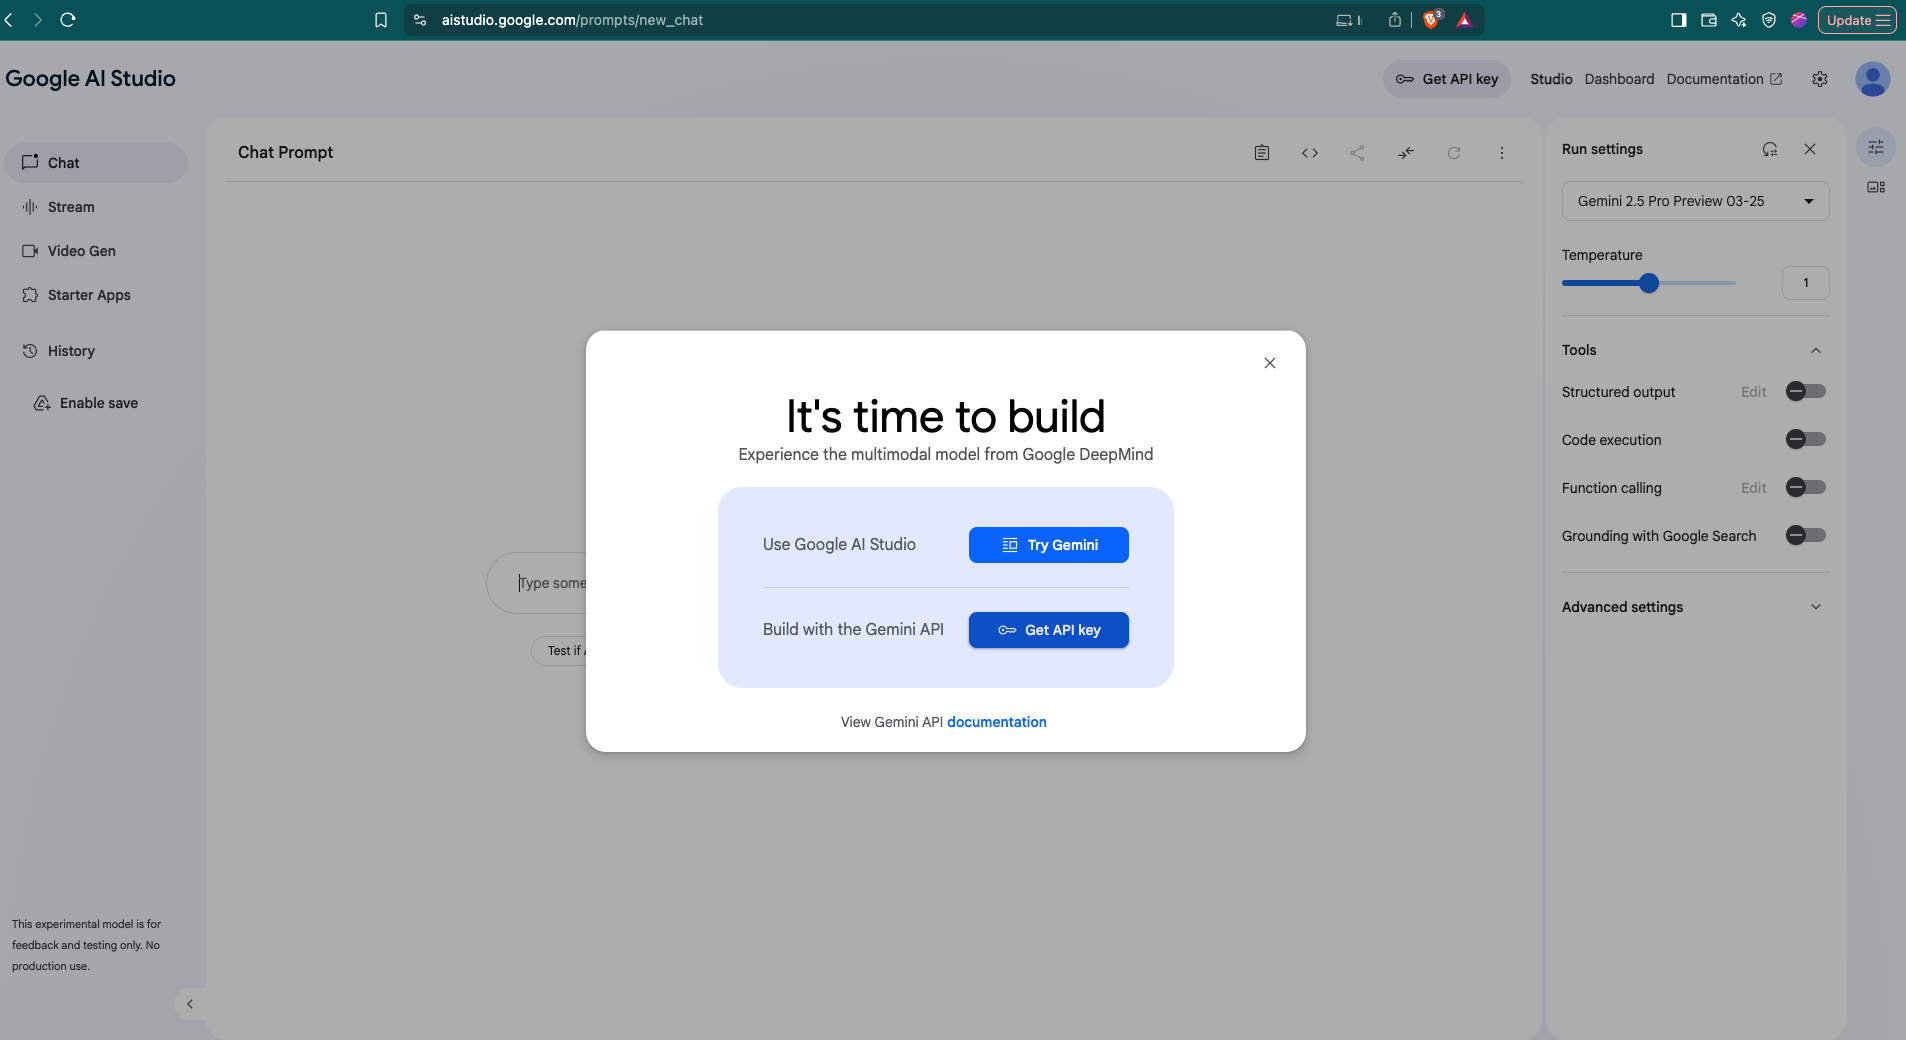 aistudio.google.com/prompts/new_chat
3
Update
Google AI Studio
Get API key
Studio
Dashboard
Documentation
Chat
Stream
Video Gen
Starter Apps
History
Enable save
This experimental model is for
feedback and testing only. No
production use.
Chat Prompt
Type some
Test if
It's time to build
Experience the multimodal model from Google DeepMind
Use Google AI Studio
Try Gemini
Build with the Gemini API
Get API key
View Gemini API documentation
Run settings
Gemini 2.5 Pro Preview 03-25
Temperature
1
Tools
Structured output
Edit
Code execution
Function calling
Edit
Grounding with Google Search
Advanced settings